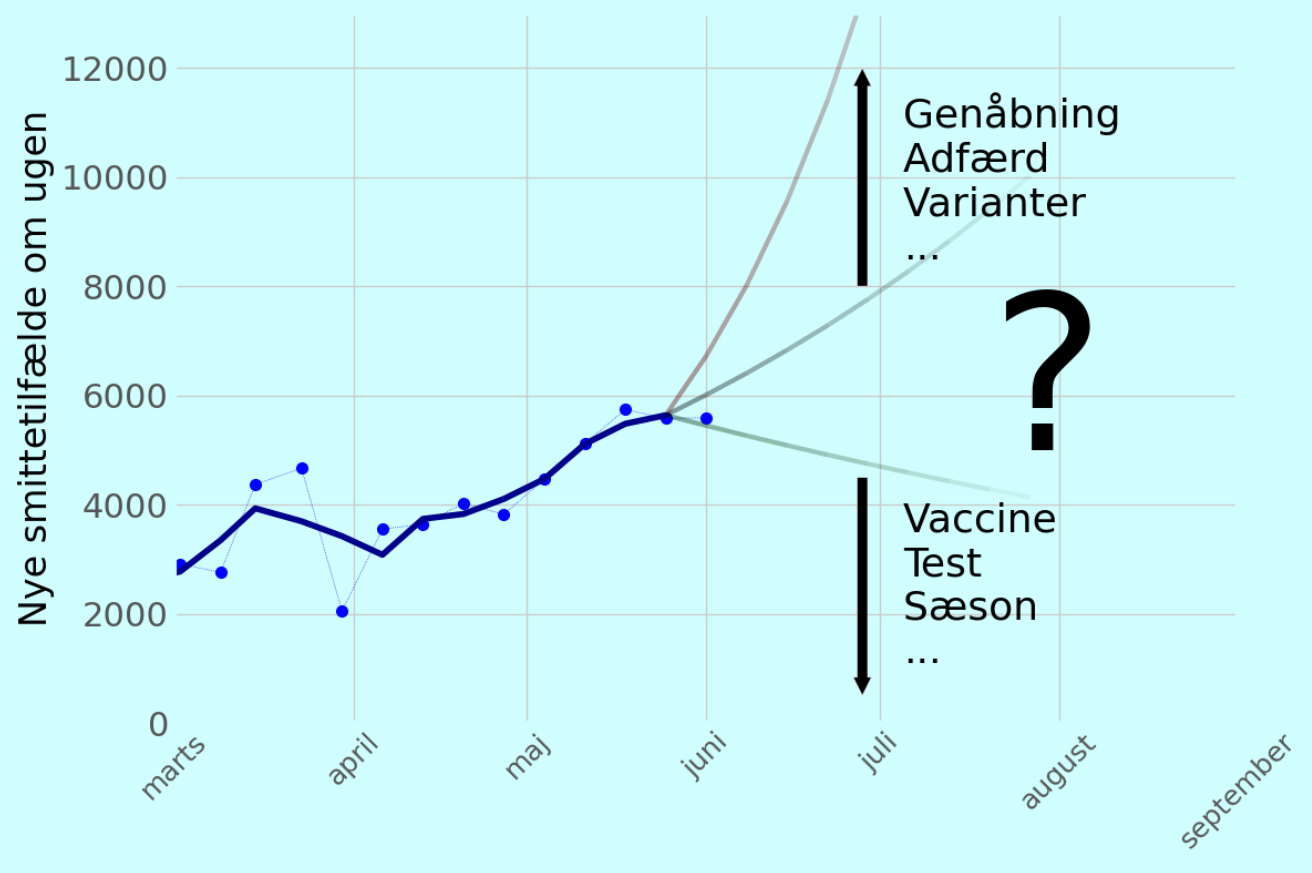 Nye smittetilfælde om ugen
12000
10000
8000
6000
4000
2000
0
Genåbning
Adfærd
Varianter
...
?
Vaccine
Test
Sæson
...
marts
april
maj
juni
juli
august
september